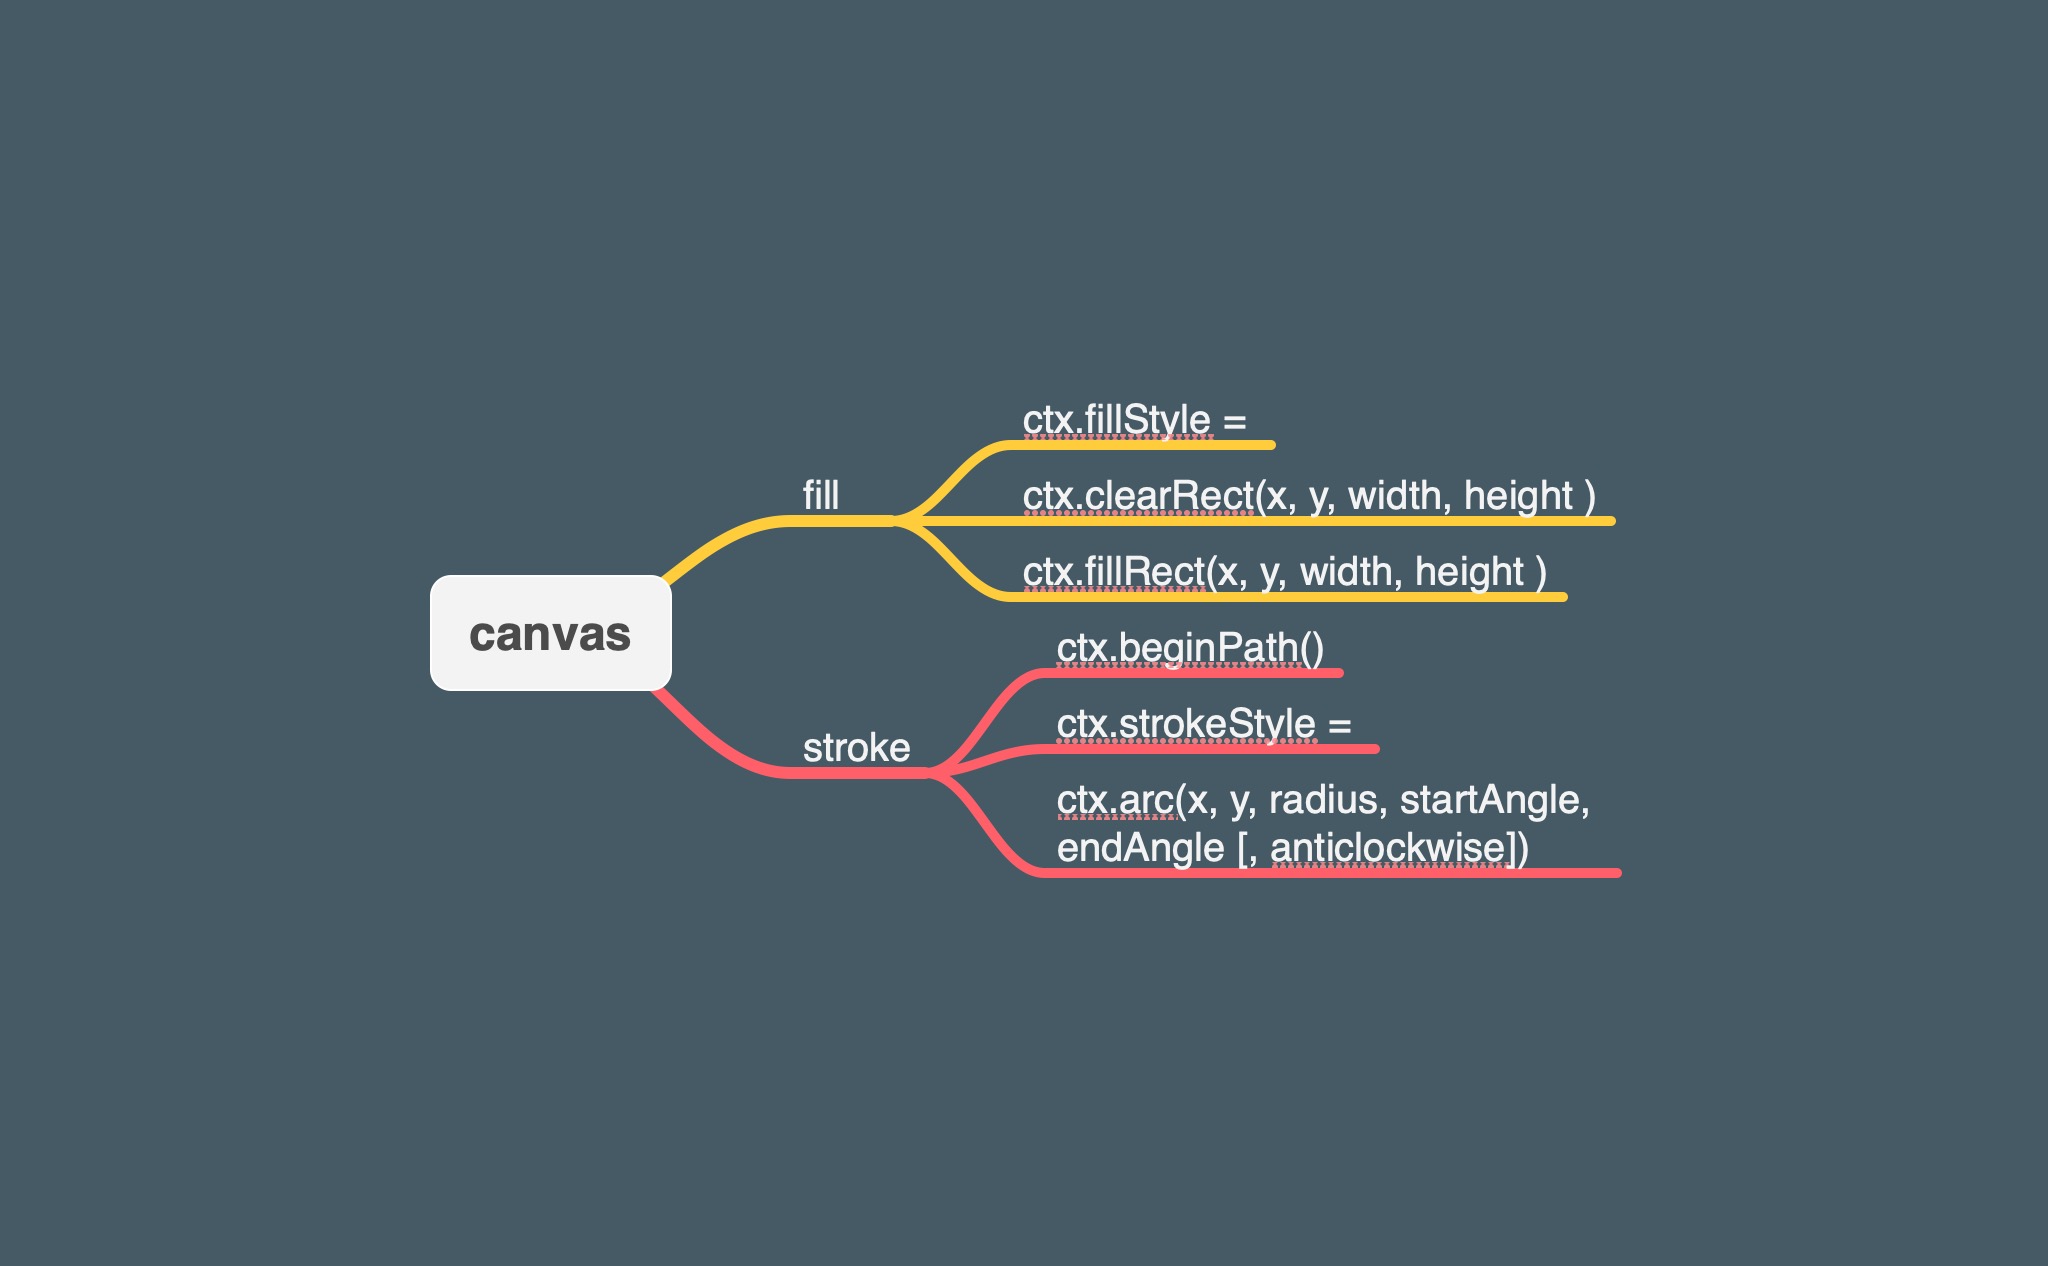 canvas
fill
ctx.fillStyle =
ctx.clearRect(x, y, width, height )
ctx.fillRect(x, y, width, height )
stroke
ctx.beginPath()
ctx.strokeStyle =
ctx.arc(x, y, radius, startAngle,
endAngle [, anticlockwise])